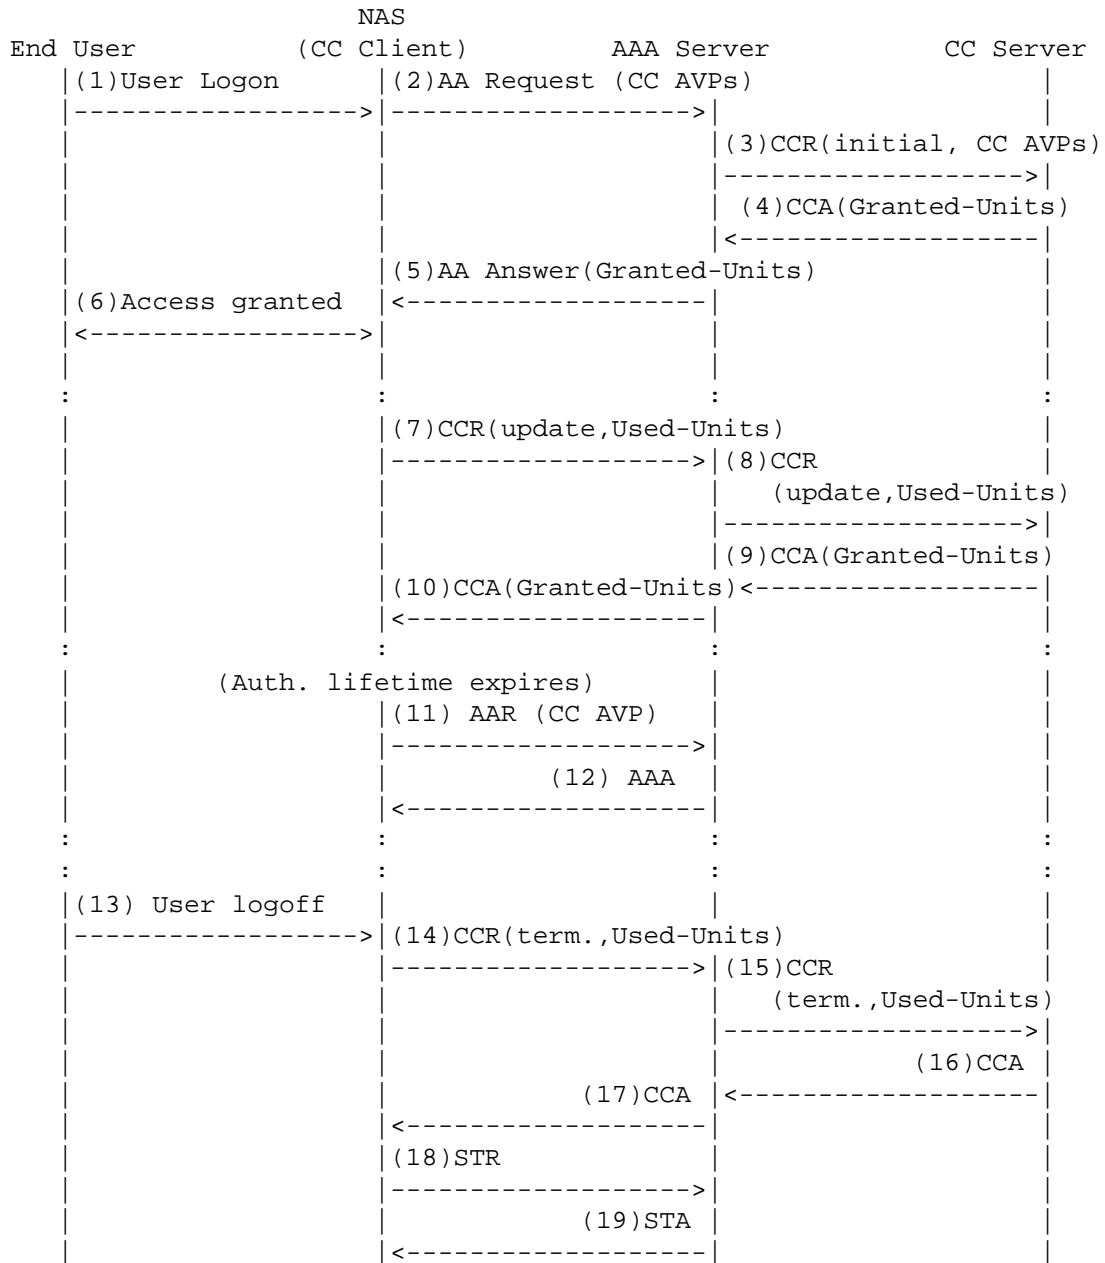 NAS
End User (CC Client) AAA Server CC Server
(1)User Logon (2)AA Request (CC AVPs)
(3)CCR(initial, CC AVPs)
(4)CCA(Granted-Units)
(5)AA Answer(Granted-Units)
(6)Access granted
(7)CCR(update,Used-Units)
(8)CCR
(update,Used-Units)
(9)CCA(Granted-Units)
(10)CCA(Granted-Units)
(Auth. lifetime expires)
(11) AAR (CC AVP)
(12) AAA
(13) User logoff
(14)CCR(term.,Used-Units)
(15)CCR
(term.,Used-Units)
(16)CCA
(17)CCA
(18)STR
(19)STA